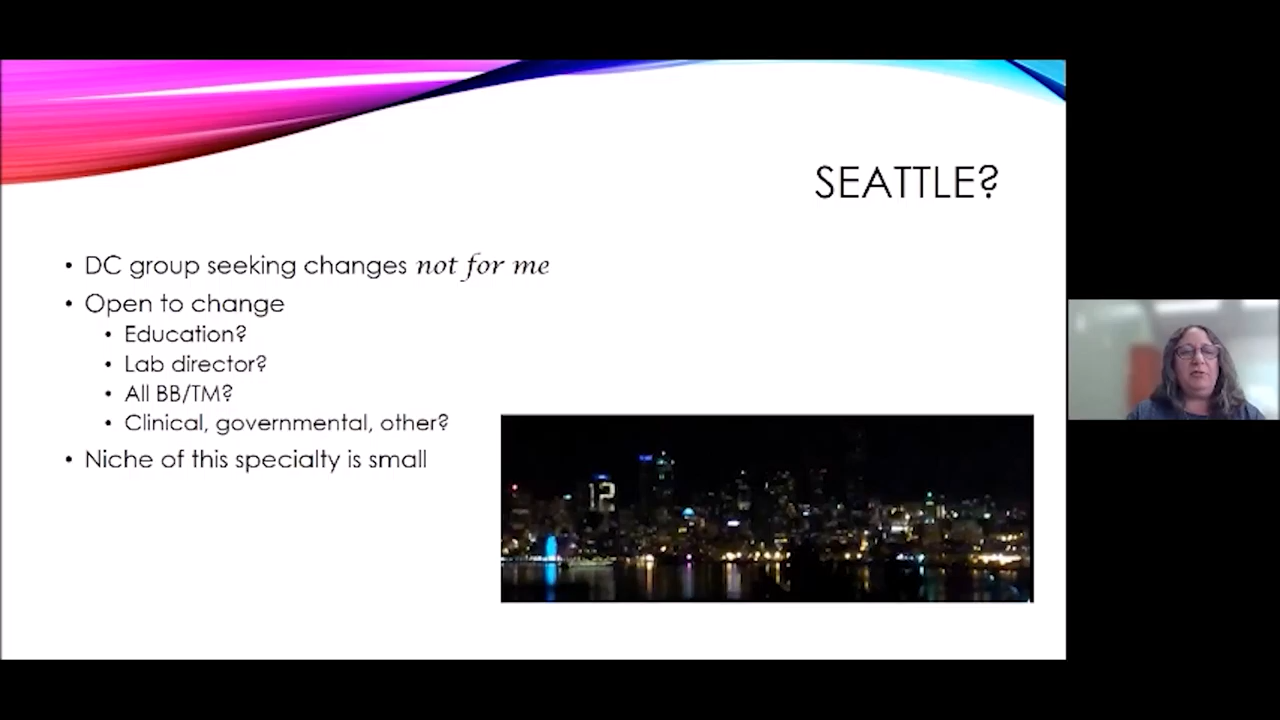 SEATTLE?
• DC group seeking changes not for me
• Open to change
• Education?
• Lab director?
• All BB/TM?
• Clinical, governmental, other?
• Niche of this specialty is small
12